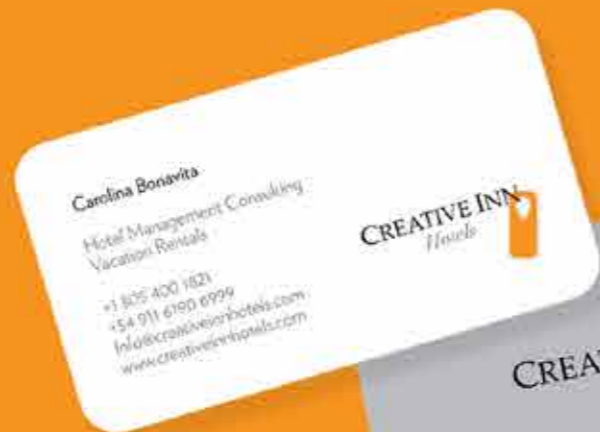 Carolina Bonavita
Hotel Management Consulting
Vacation Rentals
+1 805 400 1821
+54 911 6190 6999
Info@creativeinnhotels.com
www.creativeinnhotels.com
CREATIVE INN
Hotels
CREA